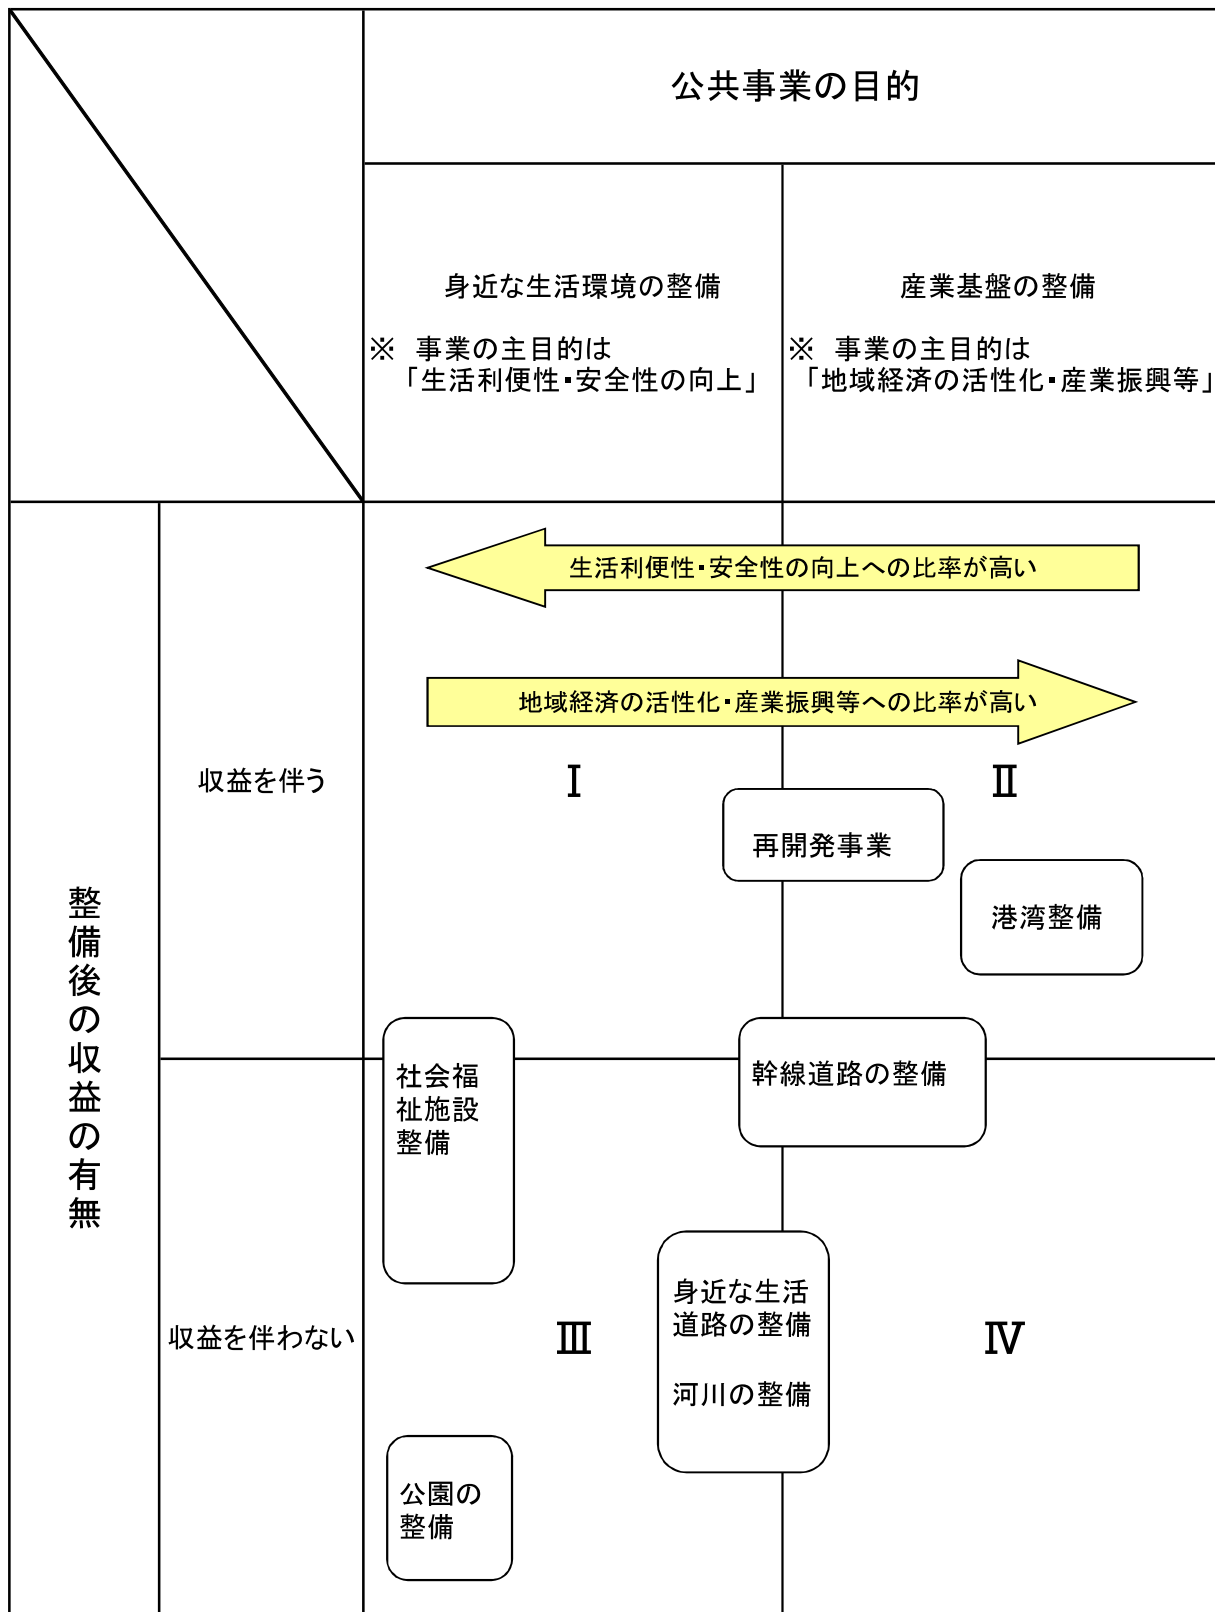 公共事業の目的
身近な生活環境の整備
※ 事業の主目的は
「生活利便性・安全性の向上」
産業基盤の整備
※ 事業の主目的は
「地域経済の活性化・産業振興等」
整備後の収益の有無
収益を伴う
生活利便性・安全性の向上への比率が高い
地域経済の活性化・産業振興等への比率が高い
Ⅰ
Ⅱ
再開発事業
港湾整備
社会福
祉施設
整備
幹線道路の整備
収益を伴わない
Ⅲ
身近な生活
道路の整備
河川の整備
Ⅳ
公園の
整備